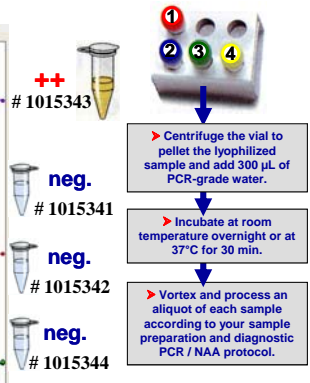 1
2 3 4
++
# 1015343
neg.
# 1015341
neg.
# 1015342
neg.
# 1015344
Centrifuge the vial to
pellet the lyophilized
sample and add 300 µL of
PCR-grade water.
Incubate at room
temperature overnight or at
37°C for 30 min.
Vortex and process an
aliquot of each sample
according to your sample
preparation and diagnostic
PCR / NAA protocol.